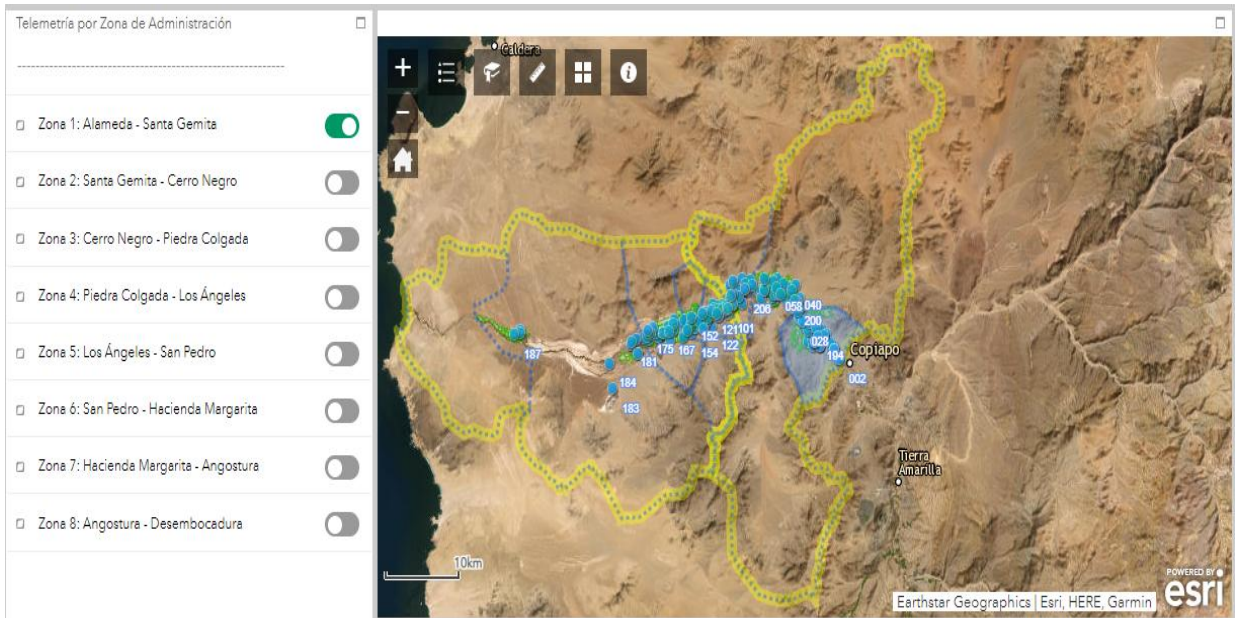 Telemetría por Zona de Administración
Zona 1: Alameda - Santa Gemita
Zona 2: Santa Gemita - Cerro Negro
Zona 3: Cerro Negro - Piedra Colgada
Zona 4: Piedra Colgada - Los Ángeles
Zona 5: Los Ángeles - San Pedro
Zona 6: San Pedro - Hacienda Margarita
Zona 7: Hacienda Margarita - Angostura
Zona 8: Angostura - Desembocadura
Caldera
206
058 040
200
028
194
Copiapo
002
152
121
101
122
175
167
154
181
187
184
183
Tierra
Amarilla
10km
POWERED BY
esri
Earthstar Geographics | Esri, HERE, Garmin